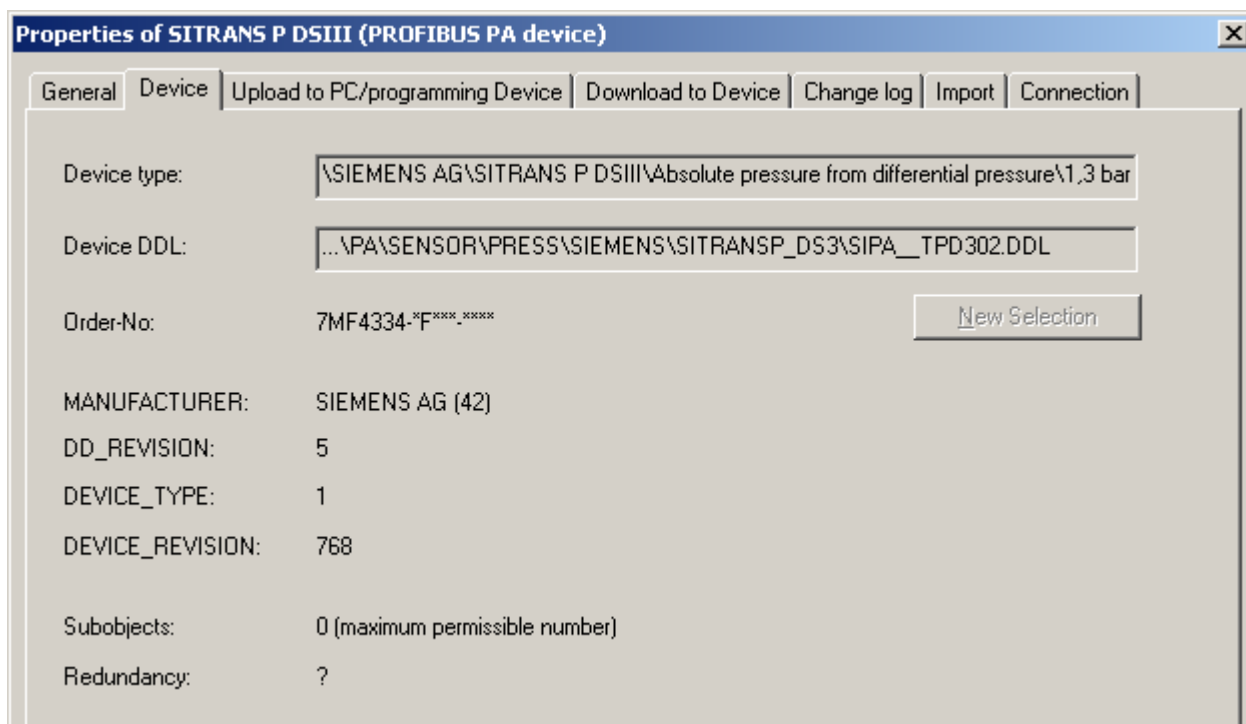 Properties of SITRANS P DSIII (PROFIBUS PA device)
General Device Upload to PC/programming Device Download to Device Change log Import Connection
Device type: \SIEMENS AG\SITRANS P DSIII\Absolute pressure from differential pressure\1,3 bar
Device DDL: ...\PA\SENSOR\PRESS\SIEMENS\SITRANSP_DS3\SIPA__TPD302.DDL
Order-No: 7MF4334-*F***-**** New Selection
MANUFACTURER: SIEMENS AG (42)
DD_REVISION: 5
DEVICE_TYPE: 1
DEVICE_REVISION: 768
Subobjects: 0 (maximum permissible number)
Redundancy: ?